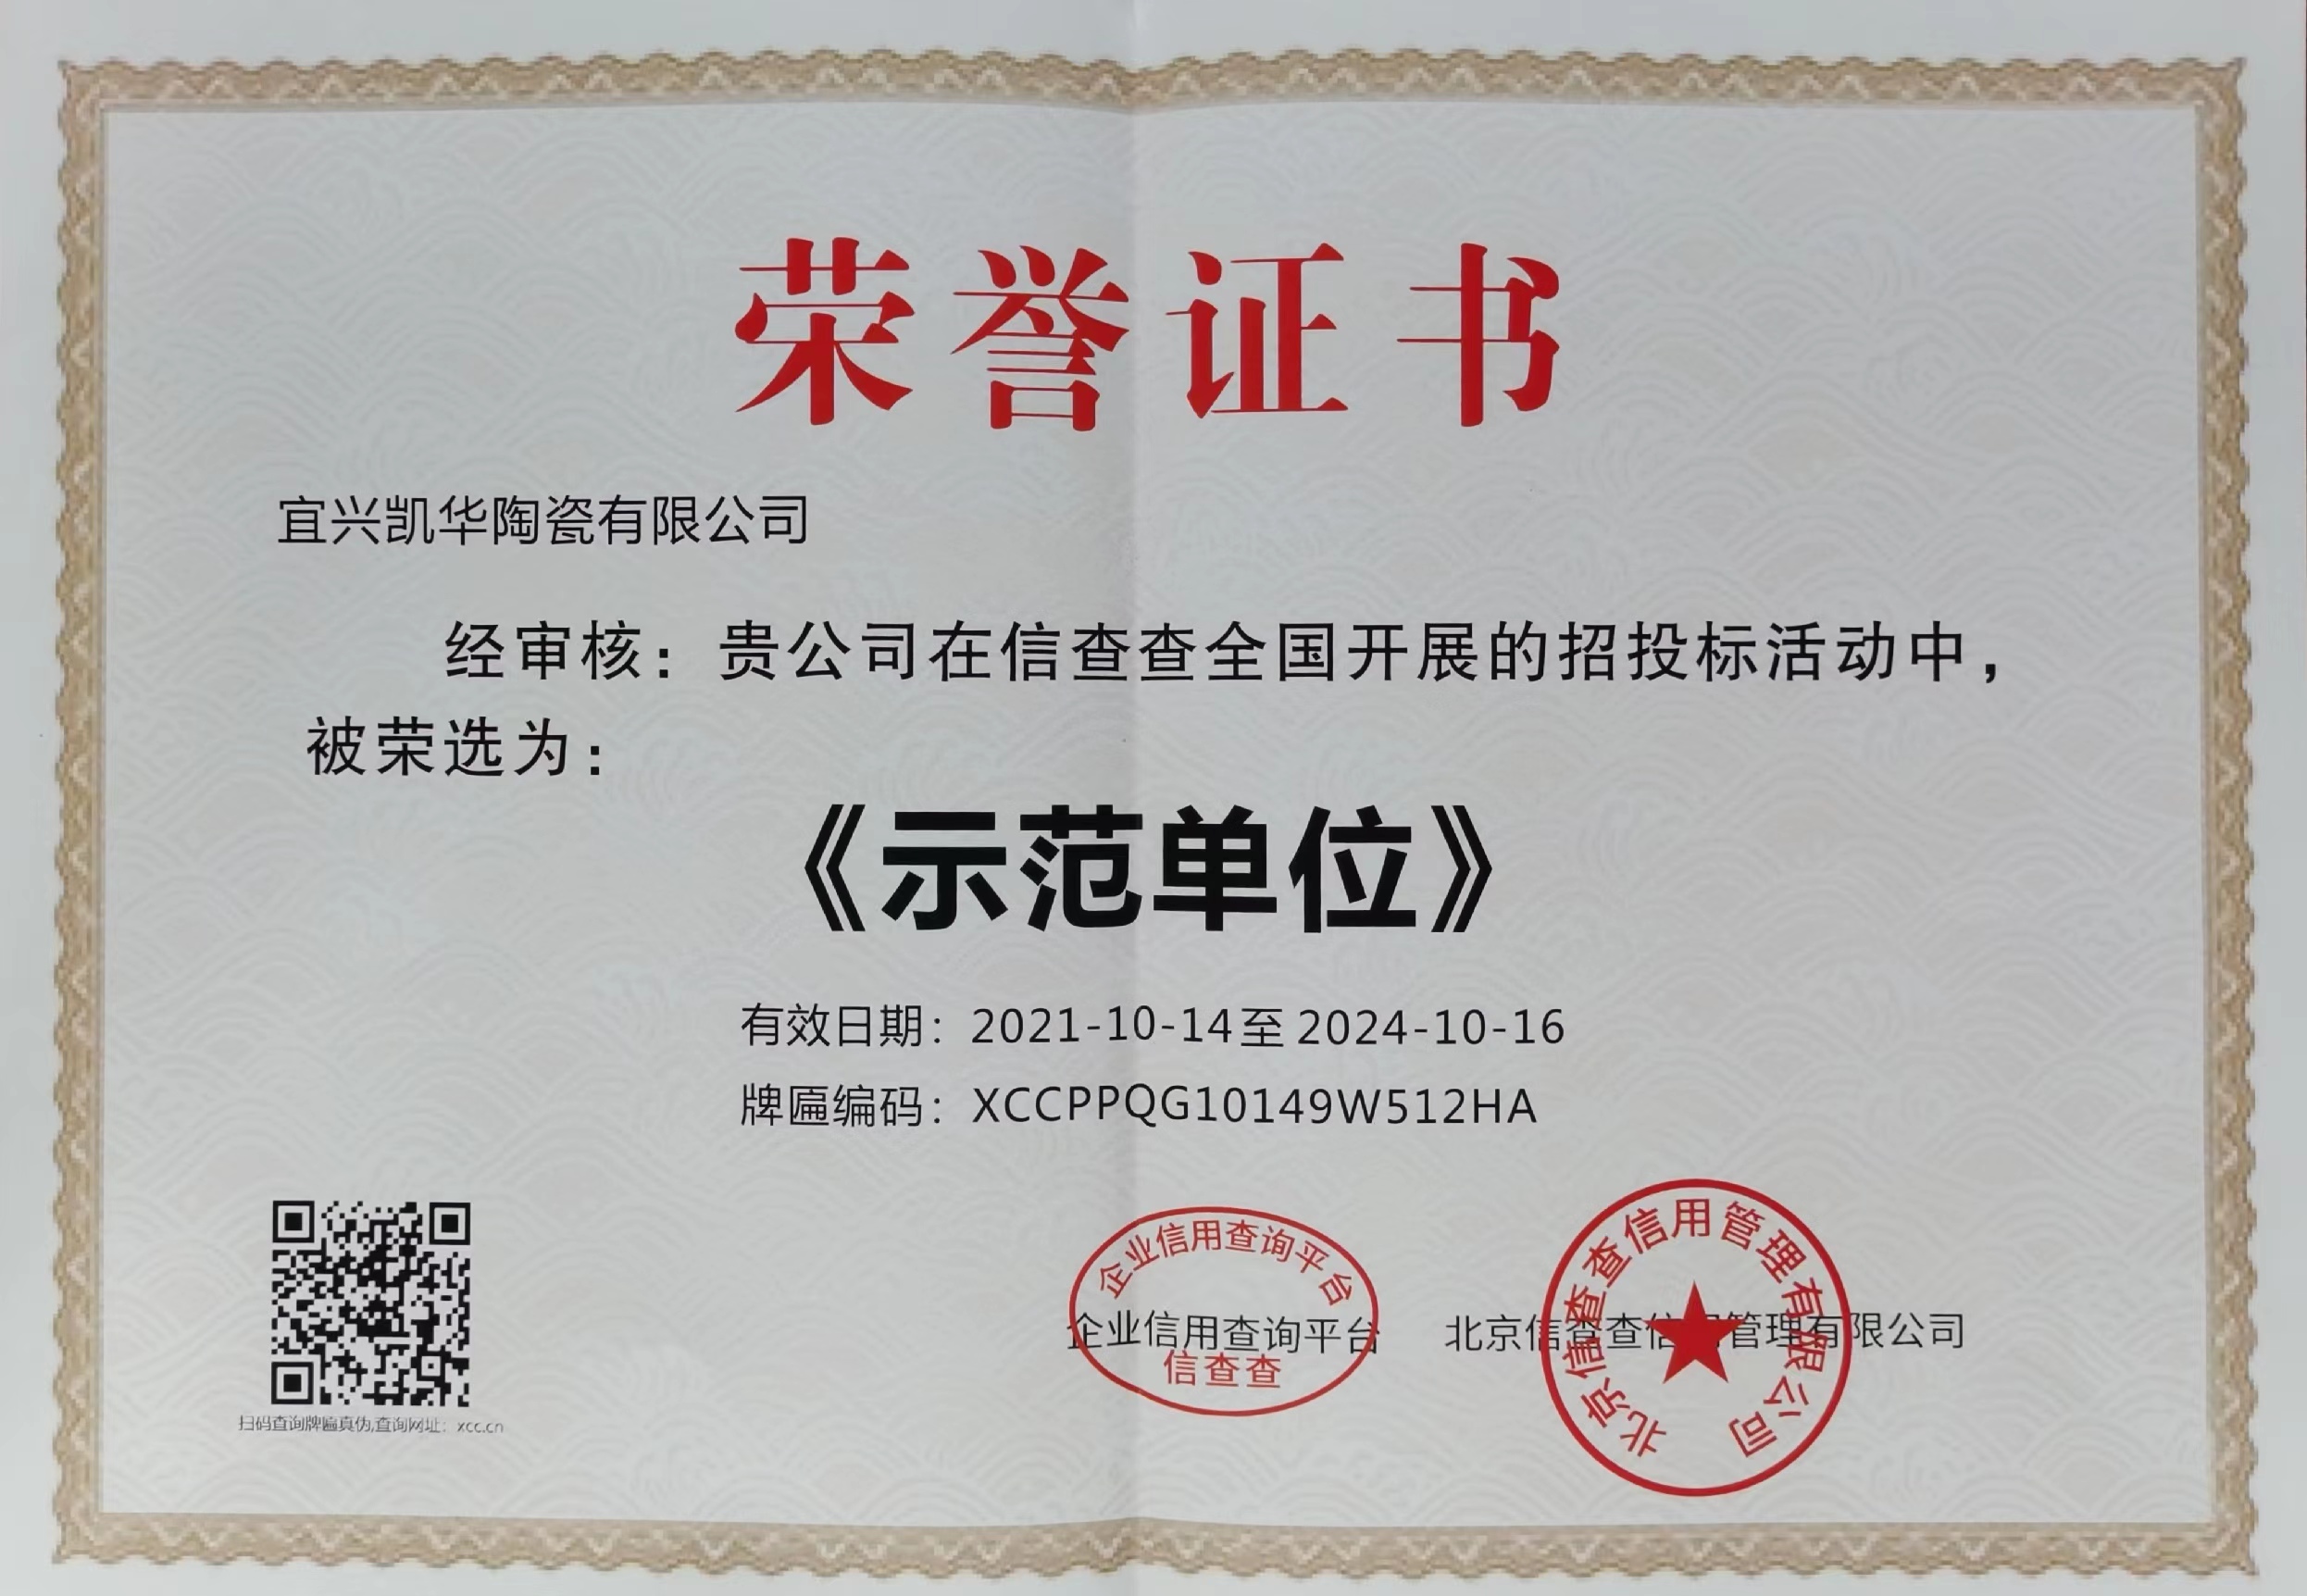 荣誉证书
宜兴凯华陶瓷有限公司
经审核：贵公司在信查查全国开展的招投标活动中，
被荣选为：
《示范单位》
有效日期：2021-10-14至2024-10-16
牌匾编码：XCCPPQG10149W512HA
企业信用查询平台
企业信用查询平台
信查查
北京信查查信用管理有限公司
北京信查查信用管理有限公司
扫码查询牌匾真伪,查询网址：xcc.cn